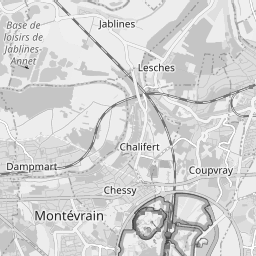 Jablines
Base de
loisirs de
Jablines
Annet
Lesches
Chalifert
Dampmart
Coupvray
Chessy
Montévrain